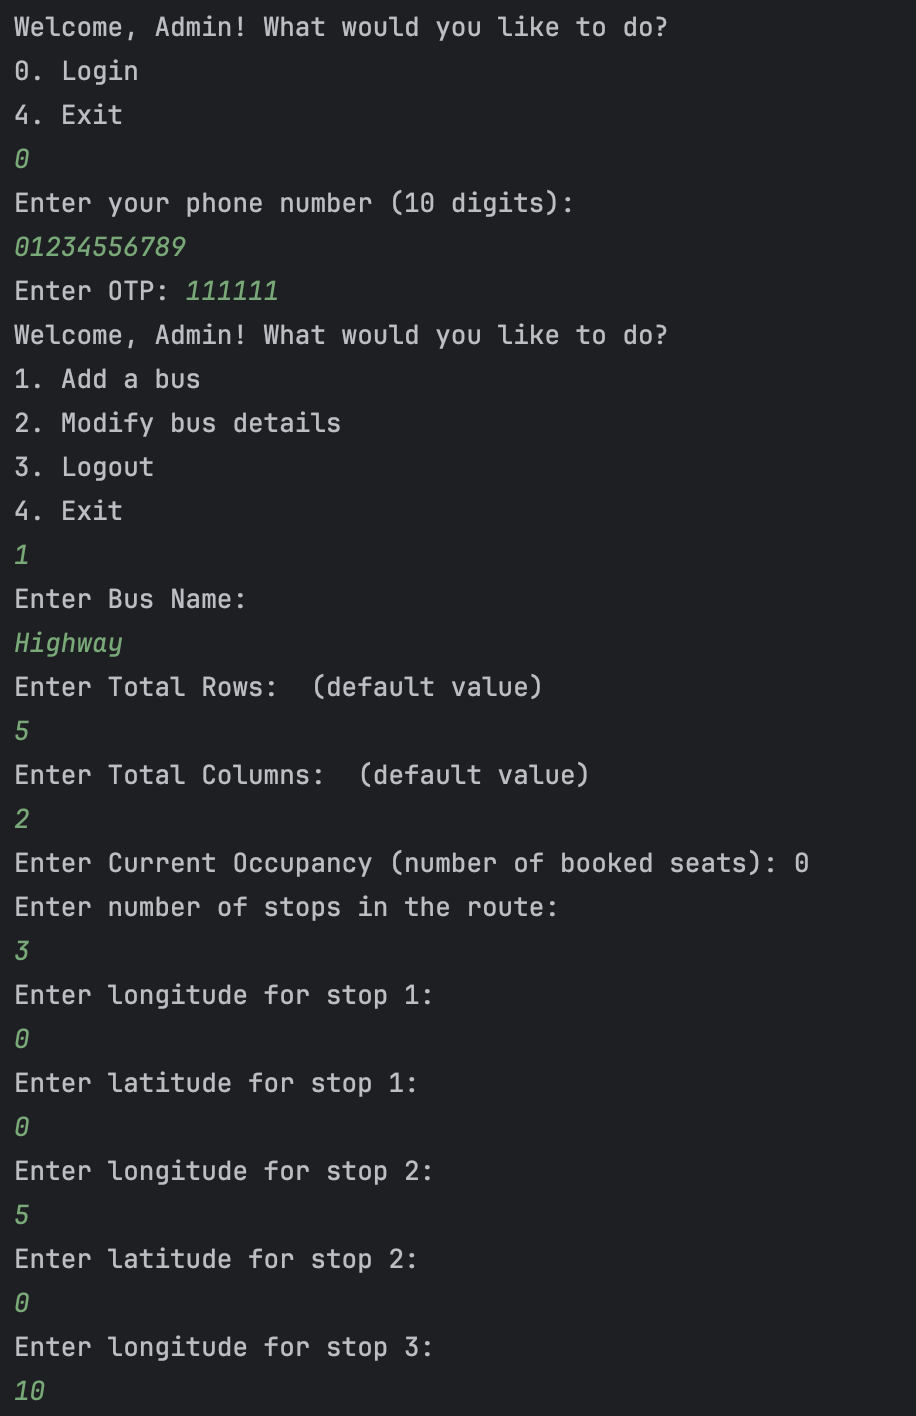 Welcome, Admin! What would you like to do?
0. Login
4. Exit
0
Enter your phone number (10 digits):
01234556789
Enter OTP: 111111
Welcome, Admin! What would you like to do?
1. Add a bus
2. Modify bus details
3. Logout
4. Exit
1
Enter Bus Name:
Highway
Enter Total Rows:  (default value)
5
Enter Total Columns:  (default value)
2
Enter Current Occupancy (number of booked seats): 0
Enter number of stops in the route:
3
Enter longitude for stop 1:
0
Enter latitude for stop 1:
0
Enter longitude for stop 2:
5
Enter latitude for stop 2:
0
Enter longitude for stop 3:
10